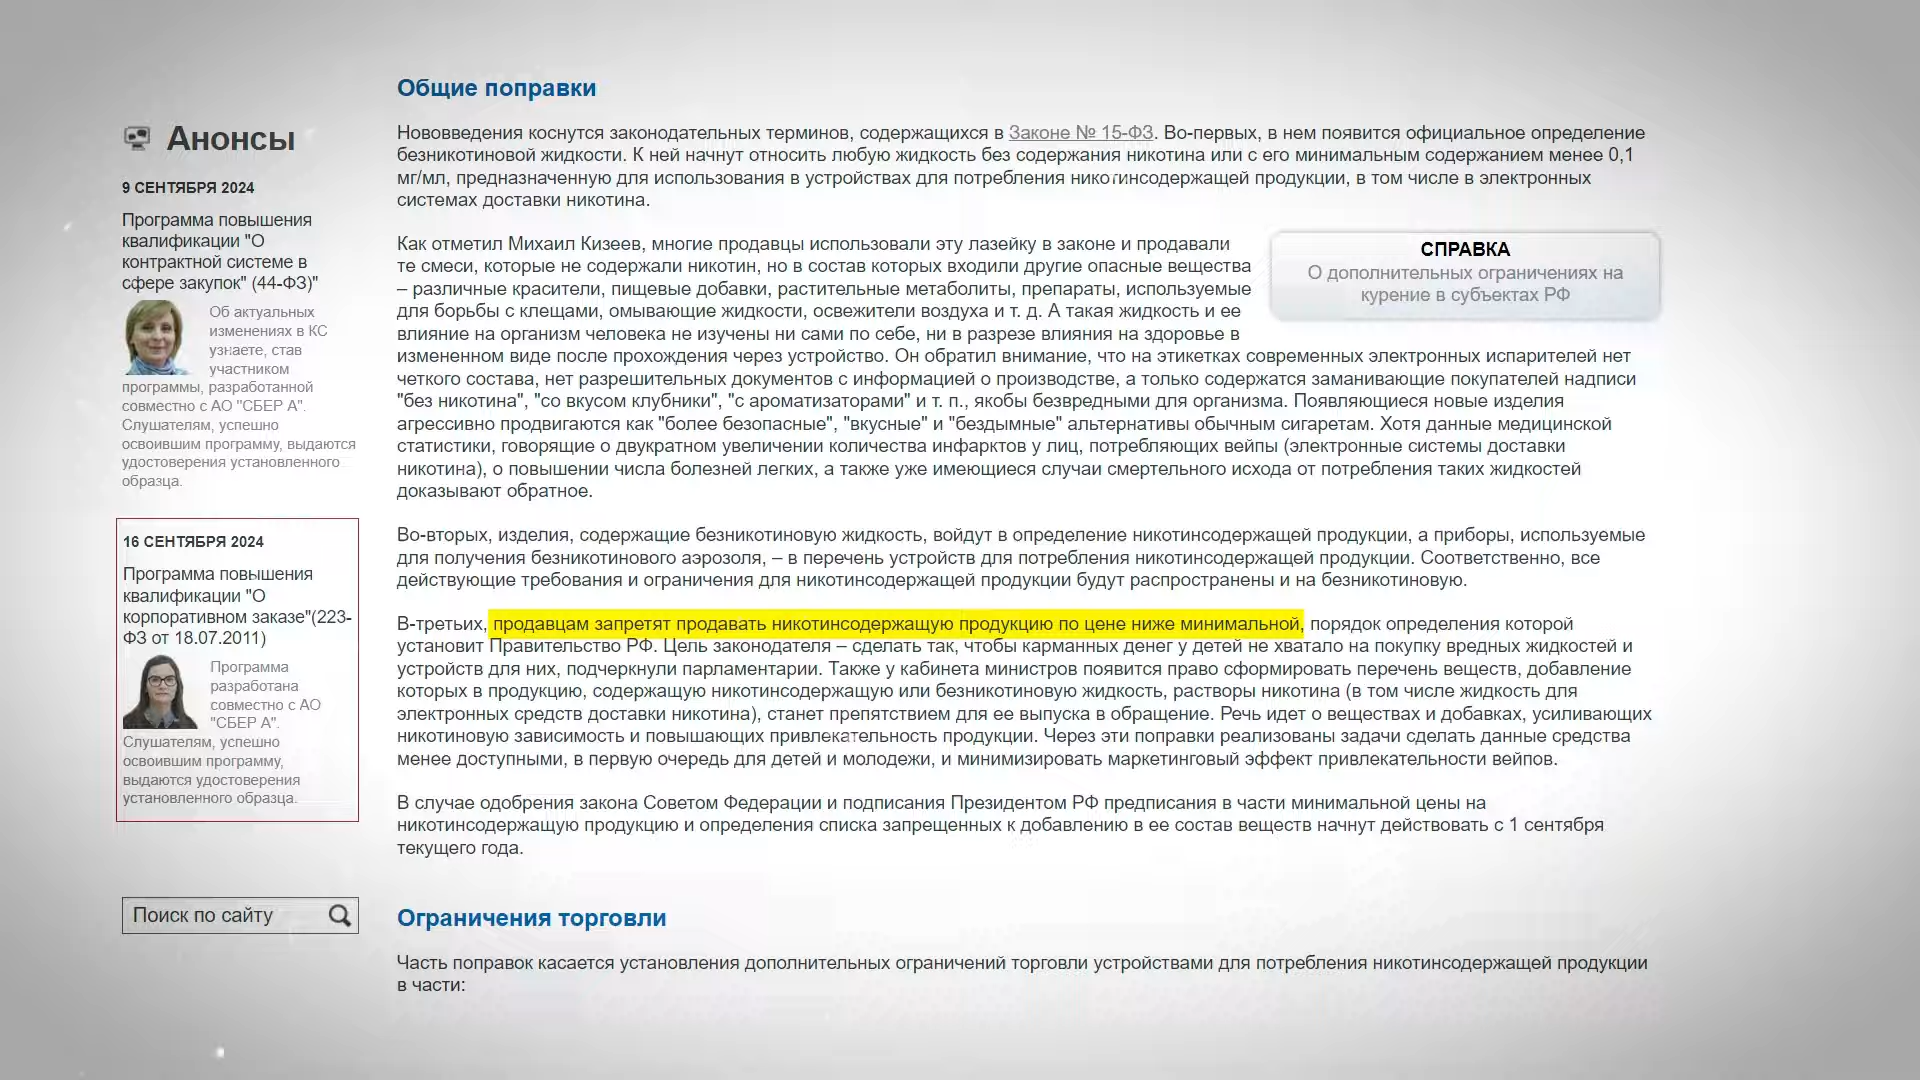 Анонсы
9 СЕНТЯБРЯ 2024
Программа повышения
квалификации "О
контрактной системе в
сфере закупок" (44-ФЗ)"
Об актуальных
изменениях в КС
узнаете, став
участником
программы, разработанной
совместно с АО ''СБЕР А".
Слушателям, успешно
освоившим программу, выдаются
удостоверения установленного
образца.
16 СЕНТЯБРЯ 2024
Программа повышения
квалификации "О
корпоративном заказе"(223-
ФЗ от 18.07.2011)
Программа
разработана
совместно с АО
''СБЕР А".
Слушателям, успешно
освоившим программу,
выдаются удостоверения
установленного образца.
Поиск по сайту
Общие поправки
Нововведения коснутся законодательных терминов, содержащихся в Законе № 15-ФЗ. Во-первых, в нем появится официальное определение
безникотиновой жидкости. К ней начнут относить любую жидкость без содержания никотина или с его минимальным содержанием менее 0,1
мг/мл, предназначенную для использования в устройствах для потребления никотинсодержащей продукции, в том числе в электронных
системах доставки никотина.
Как отметил Михаил Кизеев, многие продавцы использовали эту лазейку в законе и продавали
те смеси, которые не содержали никотин, но в состав которых входили другие опасные вещества
– различные красители, пищевые добавки, растительные метаболиты, препараты, используемые
для борьбы с клещами, омывающие жидкости, освежители воздуха и т. д. А такая жидкость и ее
влияние на организм человека не изучены ни сами по себе, ни в разрезе влияния на здоровье в
измененном виде после прохождения через устройство. Он обратил внимание, что на этикетках современных электронных испарителей нет
четкого состава, нет разрешительных документов с информацией о производстве, а только содержатся заманивающие покупателей надписи
"без никотина", "со вкусом клубники", "с ароматизаторами" и т. п., якобы безвредными для организма. Появляющиеся новые изделия
агрессивно продвигаются как "более безопасные", "вкусные" и "бездымные" альтернативы обычным сигаретам. Хотя данные медицинской
статистики, говорящие о двукратном увеличении количества инфарктов у лиц, потребляющих вейпы (электронные системы доставки
никотина), о повышении числа болезней легких, а также уже имеющиеся случаи смертельного исхода от потребления таких жидкостей
доказывают обратное.
СПРАВКА
О дополнительных ограничениях на
курение в субъектах РФ
Во-вторых, изделия, содержащие безникотиновую жидкость, войдут в определение никотинсодержащей продукции, а приборы, используемые
для получения безникотинового аэрозоля, – в перечень устройств для потребления никотинсодержащей продукции. Соответственно, все
действующие требования и ограничения для никотинсодержащей продукции будут распространены и на безникотиновую.
В-третьих, продавцам запретят продавать никотинсодержащую продукцию по цене ниже минимальной, порядок определения которой
установит Правительство РФ. Цель законодателя – сделать так, чтобы карманных денег у детей не хватало на покупку вредных жидкостей и
устройств для них, подчеркнули парламентарии. Также у кабинета министров появится право сформировать перечень веществ, добавление
которых в продукцию, содержащую никотинсодержащую или безникотиновую жидкость, растворы никотина (в том числе жидкость для
электронных средств доставки никотина), станет препятствием для ее выпуска в обращение. Речь идет о веществах и добавках, усиливающих
никотиновую зависимость и повышающих привлекательность продукции. Через эти поправки реализованы задачи сделать данные средства
менее доступными, в первую очередь для детей и молодежи, и минимизировать маркетинговый эффект привлекательности вейпов.
В случае одобрения закона Советом Федерации и подписания Президентом РФ предписания в части минимальной цены на
никотинсодержащую продукцию и определения списка запрещенных к добавлению в ее состав веществ начнут действовать с 1 сентября
текущего года.
Ограничения торговли
Часть поправок касается установления дополнительных ограничений торговли устройствами для потребления никотинсодержащей продукции
в части: